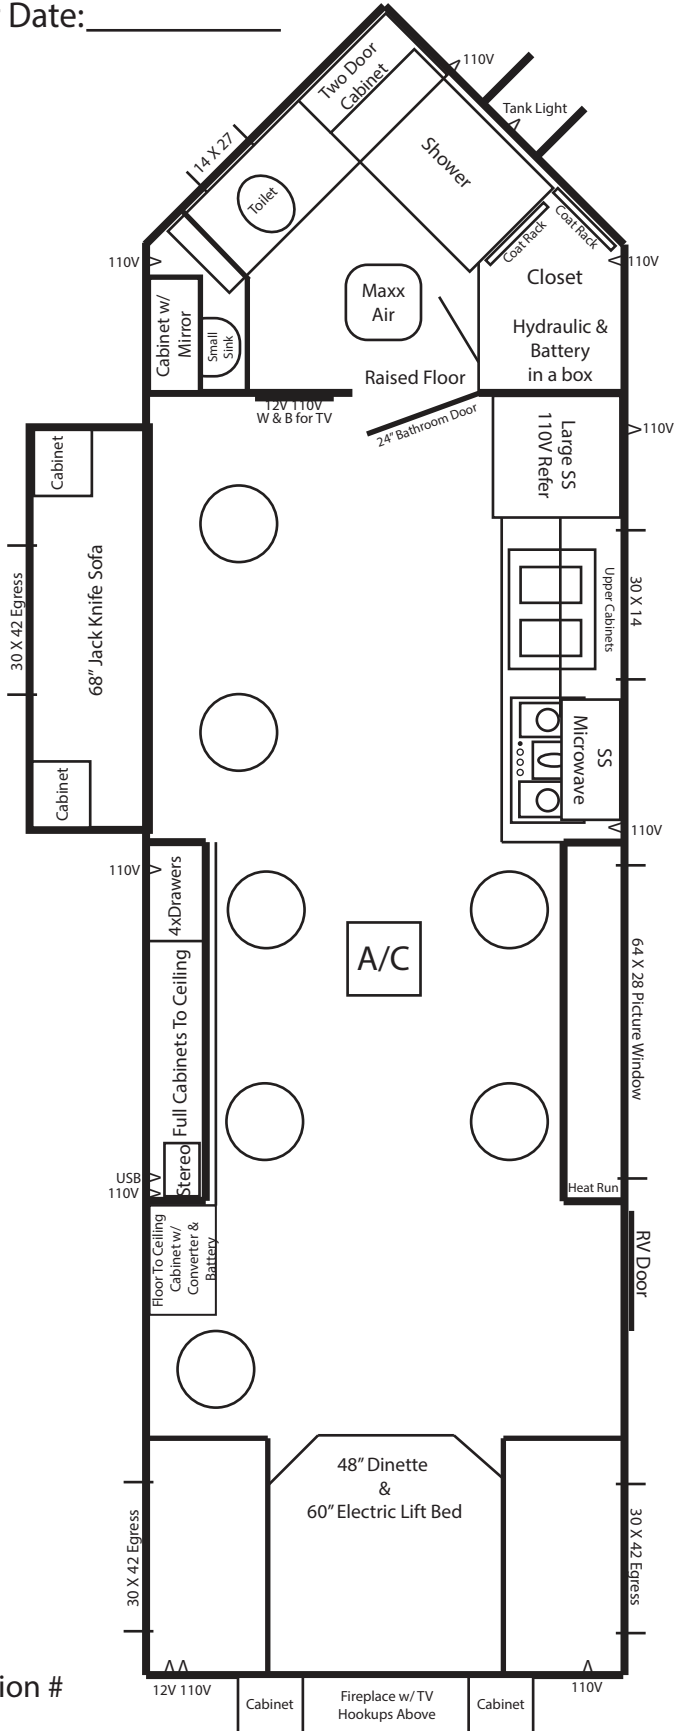 Date:
110V
Two Door
Cabinet
Tank Light
14 X 27
Shower
Toilet
Coat Rack
Coat Rack
110V
110V
Closet
Maxx
Air
Cabinet w/
Mirror
Small
Sink
Hydraulic &
Battery
in a box
Raised Floor
12V 110V
W & B for TV
24" Bathroom Door
Large SS
110V Refer
110V
Cabinet
30 X 42 Egress
68" Jack Knife Sofa
Upper Cabinets
30 X 14
SS
Microwave
Cabinet
110V
110V
4xDrawers
A/C
Full Cabinets To Ceiling
64 X 28 Picture Window
Stereo
USB
110V
Heat Run
Floor To Ceiling
Cabinet w/
Converter &
Battery
RV Door
48" Dinette
&
60" Electric Lift Bed
30 X 42 Egress
30 X 42 Egress
ion #
12V 110V
110V
Cabinet
Fireplace w/ TV
Hookups Above
Cabinet